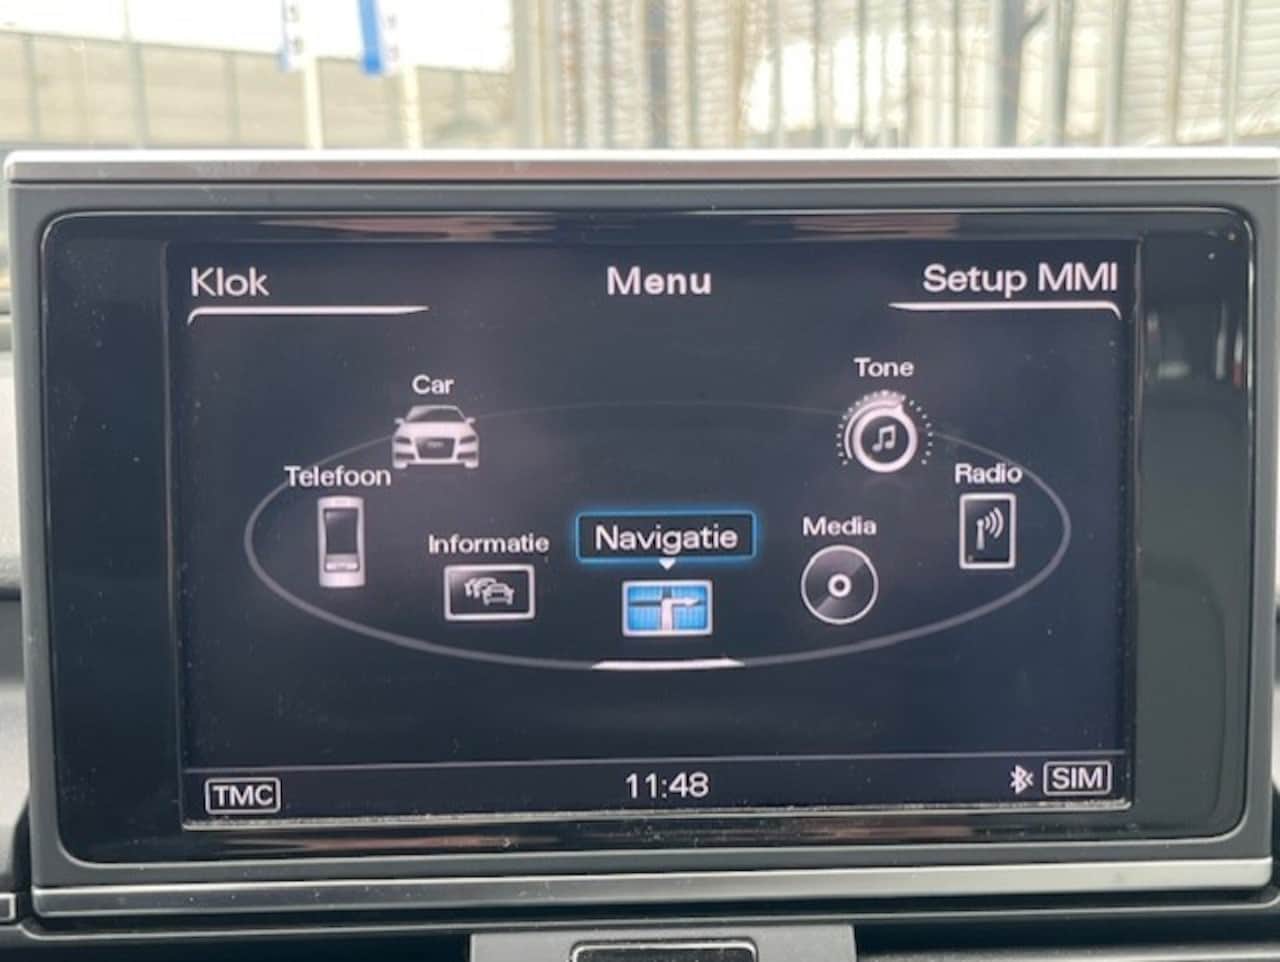 Klok Menu Setup MMI
Tone
Car
Radio
Telefoon
Media
Navigatie
Informatie
TMC 11:48 SIM